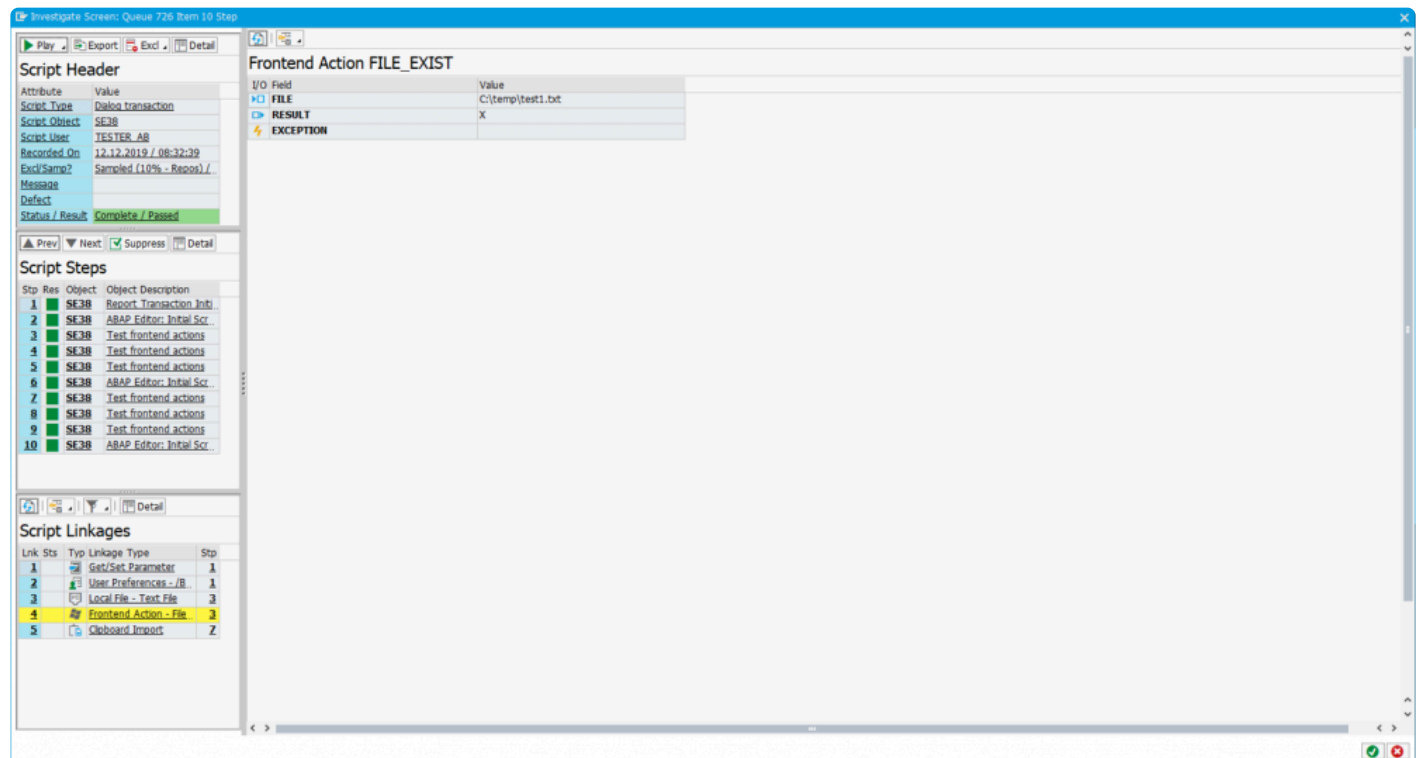 Investigate Screen: Queue 726 Item 10 Step
Play Export Excl Detail
Script Header
Attribute Value
Script Type Dialog transaction
Script Object SE38
Script User TESTER_AB
Recorded On 12.12.2019 / 08:32:39
Excl/Samp? Sampled (10% - Repos) /
Message
Defect
Status / Result Complete / Passed
Prev Next Suppress Detail
Script Steps
Stp Res Object Object Description
1 SE38 Report Transaction Initi
2 SE38 ABAP Editor: Initial Scr
3 SE38 Test frontend actions
4 SE38 Test frontend actions
5 SE38 Test frontend actions
6 SE38 ABAP Editor: Initial Scr
7 SE38 Test frontend actions
8 SE38 Test frontend actions
9 SE38 Test frontend actions
10 SE38 ABAP Editor: Initial Scr
Detail
Script Linkages
Lnk Sts Typ Linkage Type Stp
1 Get/Set Parameter 1
2 User Preferences - /B 1
3 Local File - Text File 3
4 Frontend Action - File 3
5 Clipboard Import 7
Frontend Action FILE_EXIST
I/O Field Value
FILE C:\temp\test1.txt
RESULT X
EXCEPTION